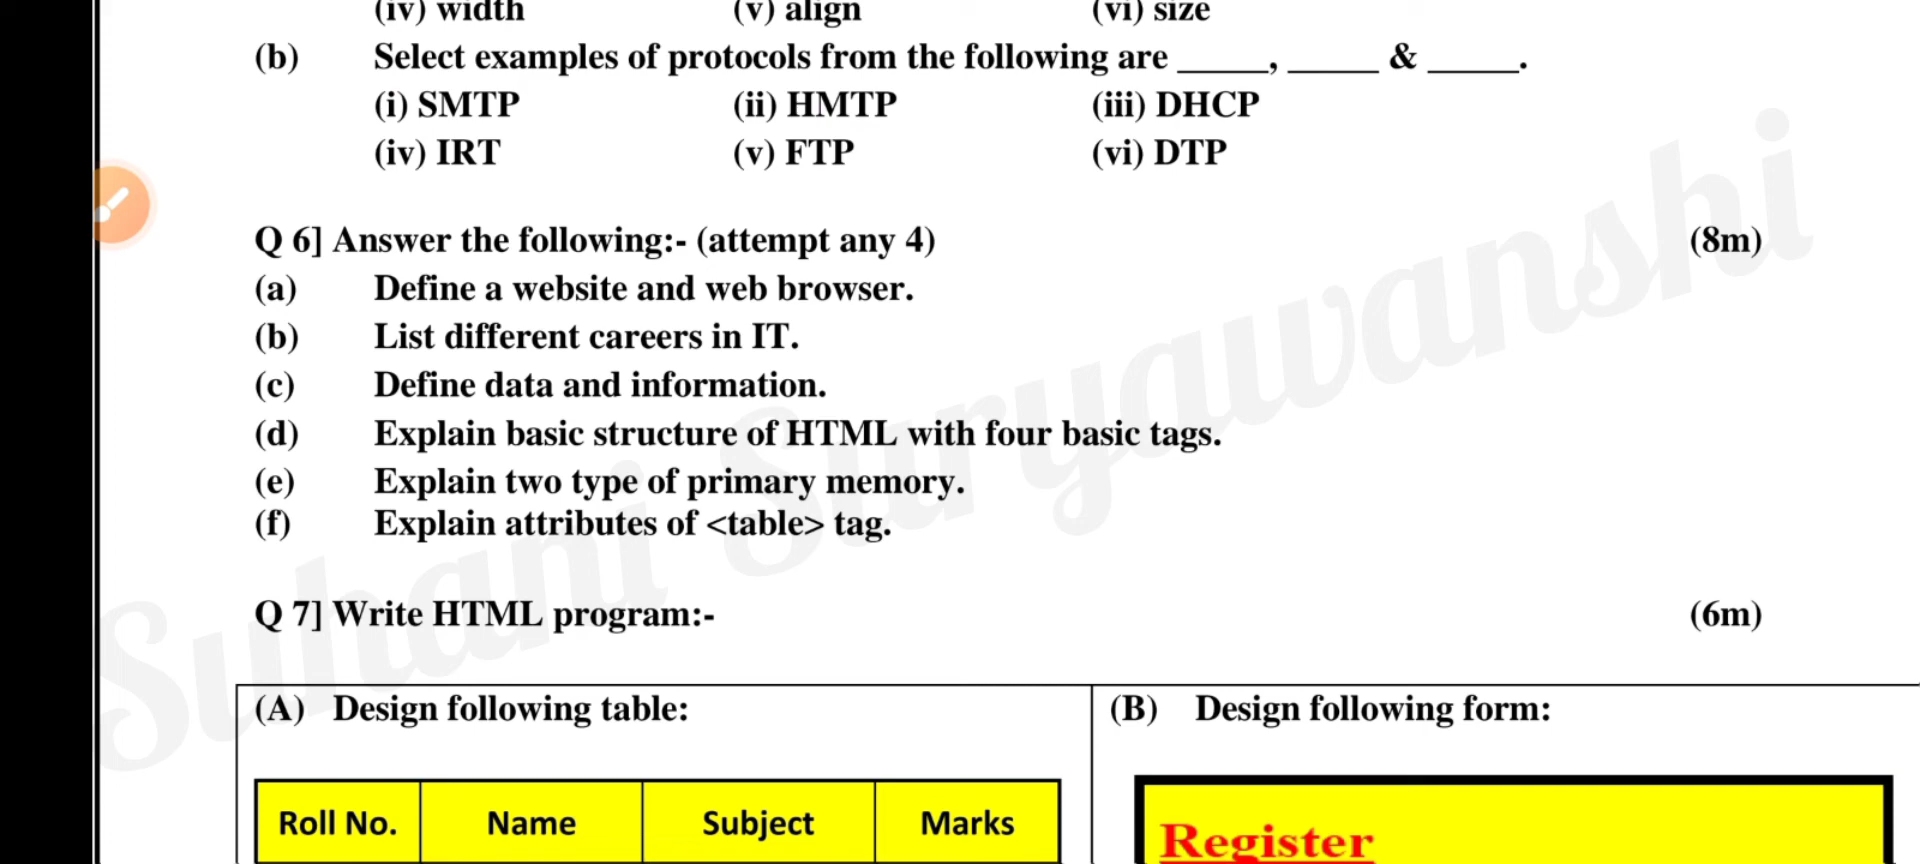 (iv) width (v) align (vi) size
(b) Select examples of protocols from the following are _____, _____ & _____.
(i) SMTP (ii) HMTP (iii) DHCP
(iv) IRT (v) FTP (vi) DTP
Q 6] Answer the following:- (attempt any 4) (8m)
(a) Define a website and web browser.
(b) List different careers in IT.
(c) Define data and information.
(d) Explain basic structure of HTML with four basic tags.
(e) Explain two type of primary memory.
(f) Explain attributes of <table> tag.
Q 7] Write HTML program:- (6m)
(A) Design following table: (B) Design following form:
Roll No. Name Subject Marks
Register
Suhani Suryawanshi